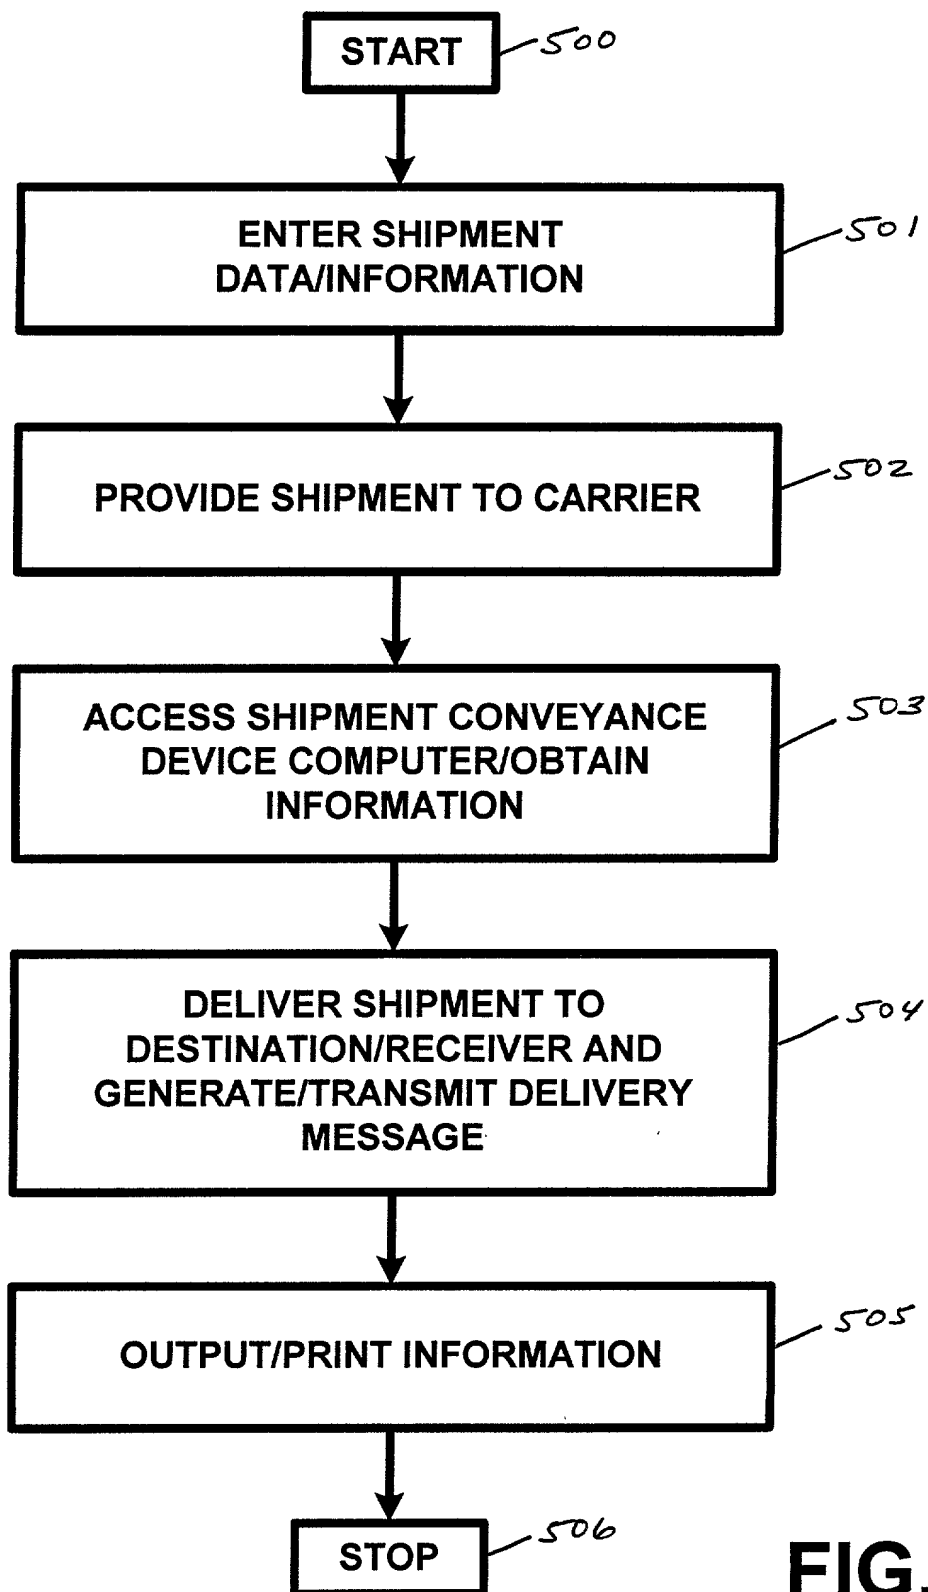 START
500
ENTER SHIPMENT
DATA/INFORMATION
501
PROVIDE SHIPMENT TO CARRIER
502
ACCESS SHIPMENT CONVEYANCE
DEVICE COMPUTER/OBTAIN
INFORMATION
503
DELIVER SHIPMENT TO
DESTINATION/RECEIVER AND
GENERATE/TRANSMIT DELIVERY
MESSAGE
504
OUTPUT/PRINT INFORMATION
505
STOP
506
FIG.